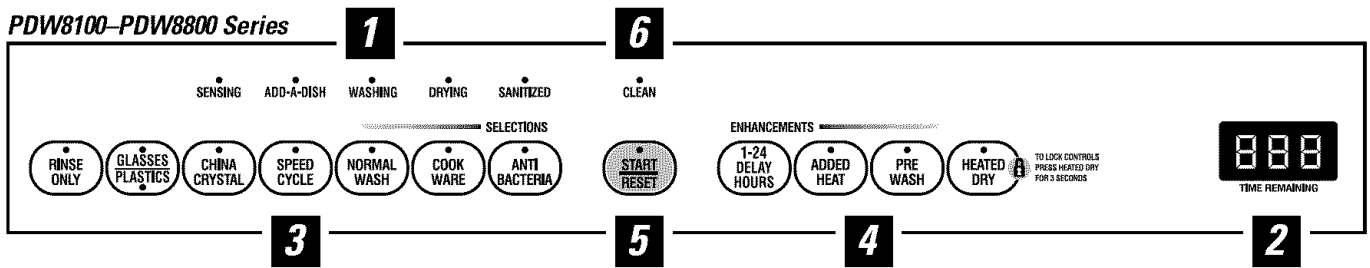 PDW8100–PDW8800 Series
1
6
SENSING
ADD-A-DISH
WASHING
DRYING
SANITIZED
CLEAN
SELECTIONS
ENHANCEMENTS
RINSE
ONLY
GLASSES
PLASTICS
CHINA
CRYSTAL
SPEED
CYCLE
NORMAL
WASH
COOK
WARE
ANTI
BACTERIA
START
RESET
1-24
DELAY
HOURS
ADDED
HEAT
PRE
WASH
HEATED
DRY
TO LOCK CONTROLS
PRESS HEATED DRY
FOR 3 SECONDS
888
TIME REMAINING
3
5
4
2